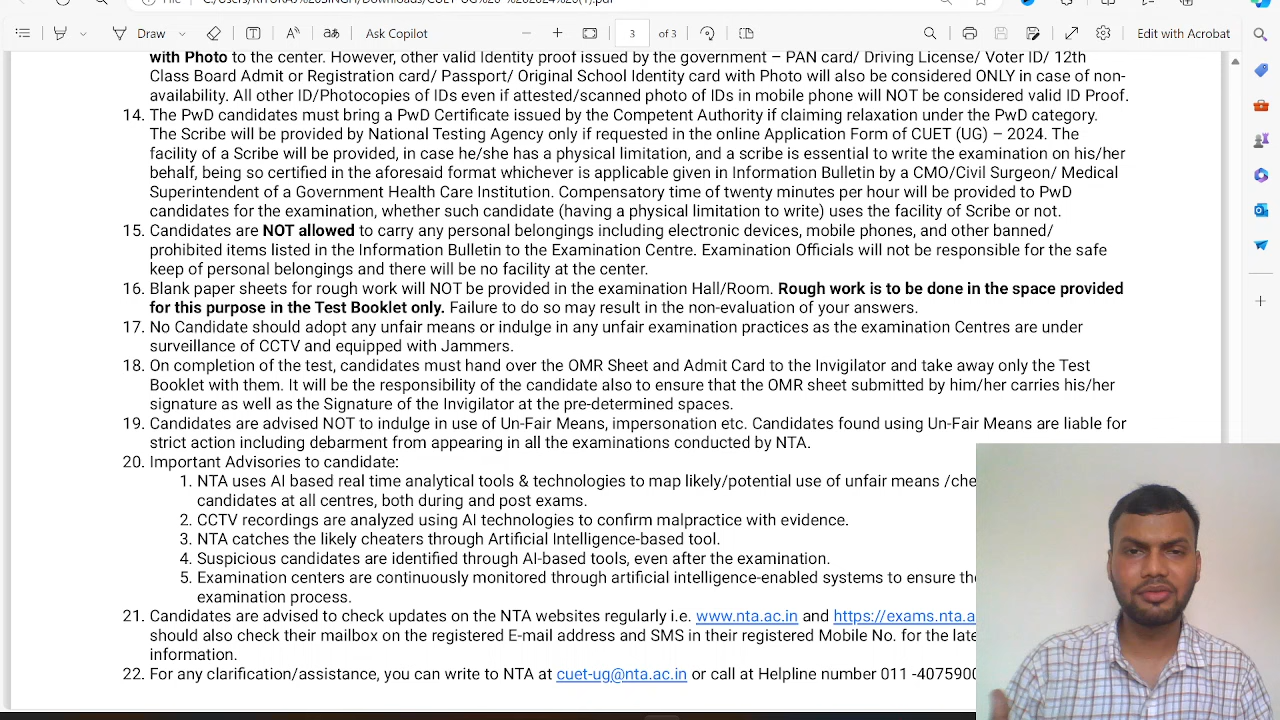 Draw
Ask Copilot
3 of 3
Edit with Acrobat
with Photo to the center. However, other valid Identity proof issued by the government – PAN card/ Driving License/ Voter ID/ 12th
Class Board Admit or Registration card/ Passport/ Original School Identity card with Photo will also be considered ONLY in case of non-
availability. All other ID/Photocopies of IDs even if attested/scanned photo of IDs in mobile phone will NOT be considered valid ID Proof.
14. The PwD candidates must bring a PwD Certificate issued by the Competent Authority if claiming relaxation under the PwD category.
The Scribe will be provided by National Testing Agency only if requested in the online Application Form of CUET (UG) – 2024. The
facility of a Scribe will be provided, in case he/she has a physical limitation, and a scribe is essential to write the examination on his/her
behalf, being so certified in the aforesaid format whichever is applicable given in Information Bulletin by a CMO/Civil Surgeon/ Medical
Superintendent of a Government Health Care Institution. Compensatory time of twenty minutes per hour will be provided to PwD
candidates for the examination, whether such candidate (having a physical limitation to write) uses the facility of Scribe or not.
15. Candidates are NOT allowed to carry any personal belongings including electronic devices, mobile phones, and other banned/
prohibited items listed in the Information Bulletin to the Examination Centre. Examination Officials will not be responsible for the safe
keep of personal belongings and there will be no facility at the center.
16. Blank paper sheets for rough work will NOT be provided in the examination Hall/Room. Rough work is to be done in the space provided
for this purpose in the Test Booklet only. Failure to do so may result in the non-evaluation of your answers.
17. No Candidate should adopt any unfair means or indulge in any unfair examination practices as the examination Centres are under
surveillance of CCTV and equipped with Jammers.
18. On completion of the test, candidates must hand over the OMR Sheet and Admit Card to the Invigilator and take away only the Test
Booklet with them. It will be the responsibility of the candidate also to ensure that the OMR sheet submitted by him/her carries his/her
signature as well as the Signature of the Invigilator at the pre-determined spaces.
19. Candidates are advised NOT to indulge in use of Un-Fair Means, impersonation etc. Candidates found using Un-Fair Means are liable for
strict action including debarment from appearing in all the examinations conducted by NTA.
20. Important Advisories to candidate:
1. NTA uses AI based real time analytical tools & technologies to map likely/potential use of unfair means /che
candidates at all centres, both during and post exams.
2. CCTV recordings are analyzed using AI technologies to confirm malpractice with evidence.
3. NTA catches the likely cheaters through Artificial Intelligence-based tool.
4. Suspicious candidates are identified through AI-based tools, even after the examination.
5. Examination centers are continuously monitored through artificial intelligence-enabled systems to ensure the
examination process.
21. Candidates are advised to check updates on the NTA websites regularly i.e. www.nta.ac.in and https://exams.nta.a
should also check their mailbox on the registered E-mail address and SMS in their registered Mobile No. for the late
information.
22. For any clarification/assistance, you can write to NTA at cuet-ug@nta.ac.in or call at Helpline number 011 -4075900